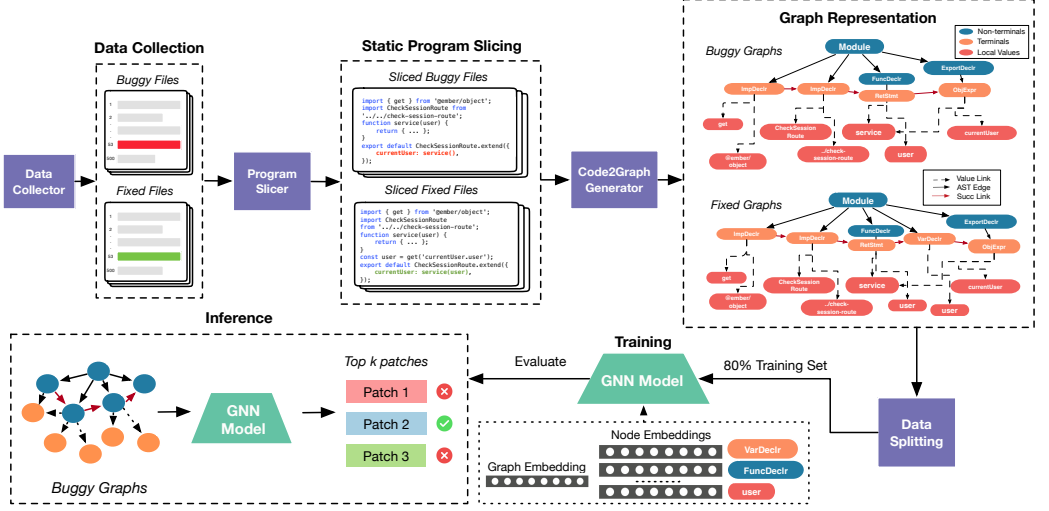 Data Collector
Data Collection
Buggy Files
1
2
53
500
Fixed Files
1
2
53
500
Program Slicer
Static Program Slicing
Sliced Buggy Files
import { get } from '@ember/object';
import CheckSessionRoute from
'../../check-session-route';
function service(user) {
return { ... };
}
export default CheckSessionRoute.extend({
currentUser: service(),
});
Sliced Fixed Files
import { get } from '@ember/object';
import CheckSessionRoute
from '../../check-session-route';
function service(user) {
return { ... };
}
const user = get('currentUser.user');
export default CheckSessionRoute.extend({
currentUser: service(user),
});
Code2Graph Generator
Graph Representation
Non-terminals
Terminals
Local Values
Buggy Graphs
Module
ExportDeclr
FuncDeclr
ImpDeclr
ImpDeclr
RetStmt
ObjExpr
get
CheckSession Route
service
currentUser
@ember/ object
../check-session-route
user
Value Link
AST Edge
Succ Link
Fixed Graphs
Module
ExportDeclr
FuncDeclr
ImpDeclr
ImpDeclr
RetStmt
VarDeclr
ObjExpr
get
CheckSession Route
service
currentUser
@ember/ object
../check-session-route
user
user
Data Splitting
80% Training Set
Training
GNN Model
Node Embeddings
Graph Embedding
VarDeclr
FuncDeclr
user
Evaluate
Inference
Buggy Graphs
GNN Model
Top k patches
Patch 1
Patch 2
Patch 3